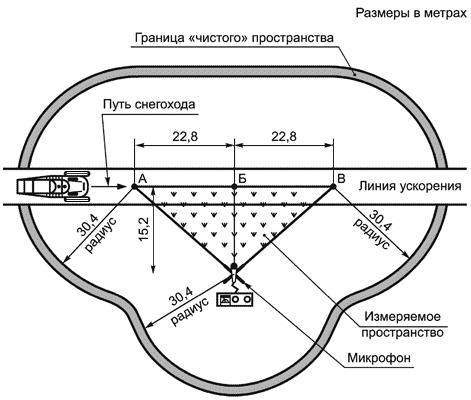 Размеры в метрах
Граница «чистого» пространства
Путь снегохода
22,8
22,8
А
Б
В
Линия ускорения
30,4
радиус
15,2
30,4
радиус
30,4
радиус
Измеряемое
пространство
Микрофон